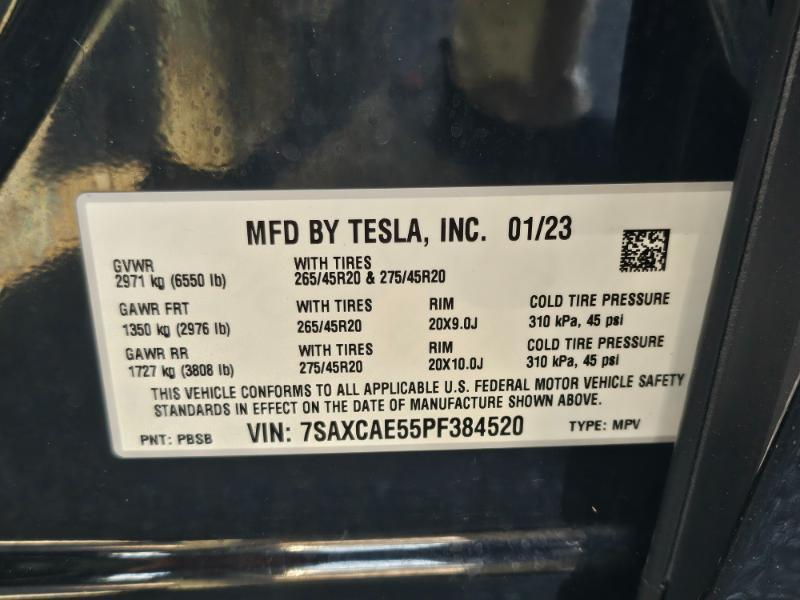 MFD BY TESLA, INC. 01/23
GVWR WITH TIRES
2971 kg (6550 lb) 265/45R20 & 275/45R20
GAWR FRT WITH TIRES RIM COLD TIRE PRESSURE
1350 kg (2976 lb) 265/45R20 20X9.0J 310 kPa, 45 psi
GAWR RR WITH TIRES RIM COLD TIRE PRESSURE
1727 kg (3808 lb) 275/45R20 20X10.0J 310 kPa, 45 psi
THIS VEHICLE CONFORMS TO ALL APPLICABLE U.S. FEDERAL MOTOR VEHICLE SAFETY
STANDARDS IN EFFECT ON THE DATE OF MANUFACTURE SHOWN ABOVE.
PNT: PBSB VIN: 7SAXCAE55PF384520 TYPE: MPV